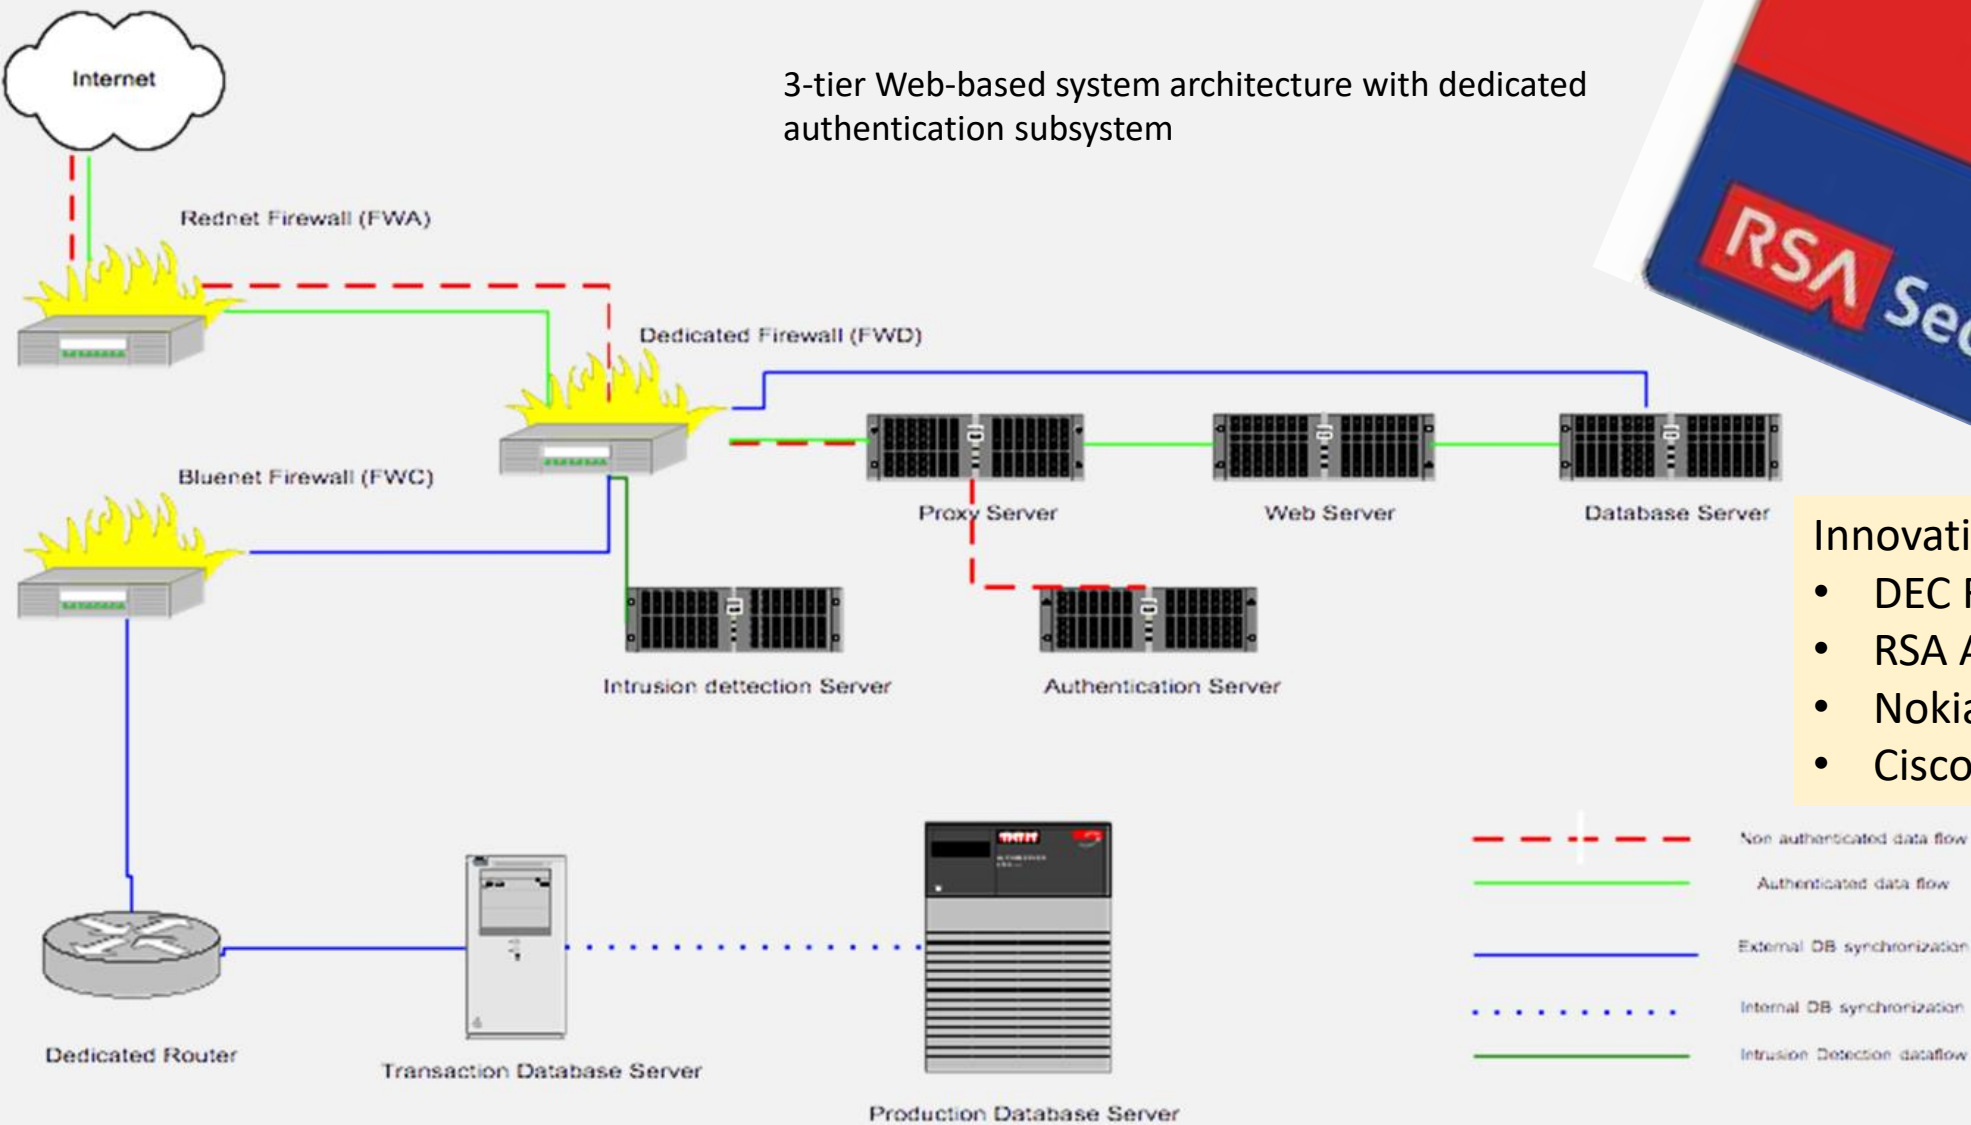 Internet
3-tier Web-based system architecture with dedicated
authentication subsystem
Rednet Firewall (FWA)
RSA Sec
Dedicated Firewall (FWD)
Bluenet Firewall (FWC)
Proxy Server
Web Server
Database Server
Innovati
• DEC
• RSA A
• Nokia
• Cisco
Intrusion dettection Server
Authentication Server
Non authenticated data flow
Authenticated data flow
External DB synchronization
Internal DB synchronization
Intrusion Detection dataflow
Dedicated Router
Transaction Database Server
Production Database Server